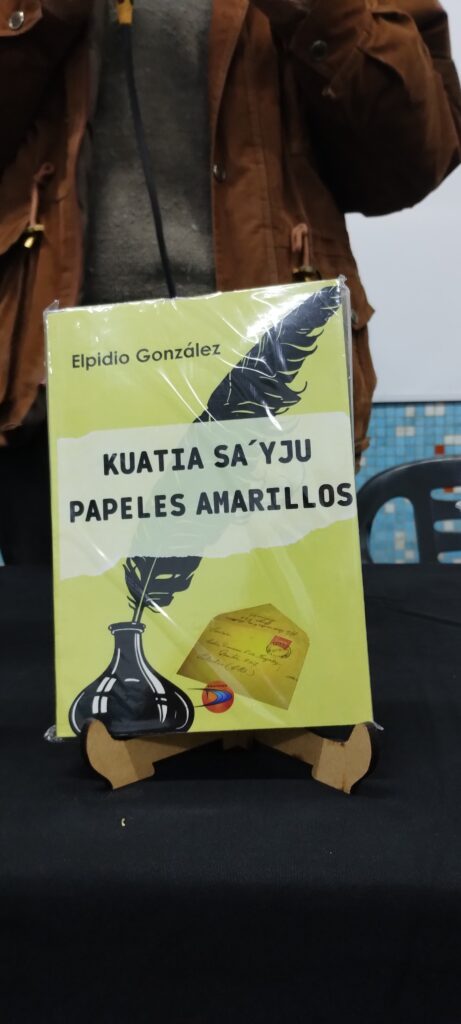 Elpidio González
KUATIA SA´YJU
PAPELES AMARILLOS